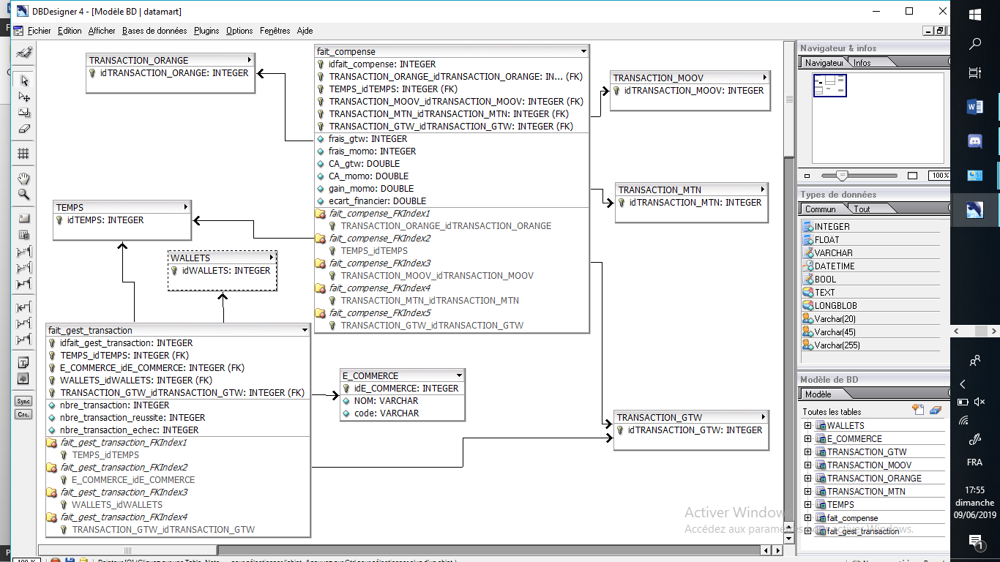 DBDesigner 4 - [Modèle BD | datamart]
Fichier Edition Afficher Bases de données Plugins Options Fenêtres Aide
TRANSACTION_ORANGE
idTRANSACTION_ORANGE: INTEGER
fait_compense
idfait_compense: INTEGER
TRANSACTION_ORANGE_idTRANSACTION_ORANGE: IN... (FK)
TEMPS_idTEMPS: INTEGER (FK)
TRANSACTION_MOOV_idTRANSACTION_MOOV: INTEGER (FK)
TRANSACTION_MTN_idTRANSACTION_MTN: INTEGER (FK)
TRANSACTION_GTW_idTRANSACTION_GTW: INTEGER (FK)
frais_gtw: INTEGER
frais_momo: INTEGER
CA_gtw: DOUBLE
CA_momo: DOUBLE
gain_momo: DOUBLE
ecart_financier: DOUBLE
fait_compense_FKIndex1
TRANSACTION_ORANGE_idTRANSACTION_ORANGE
fait_compense_FKIndex2
TEMPS_idTEMPS
fait_compense_FKIndex3
TRANSACTION_MOOV_idTRANSACTION_MOOV
fait_compense_FKIndex4
TRANSACTION_MTN_idTRANSACTION_MTN
fait_compense_FKIndex5
TRANSACTION_GTW_idTRANSACTION_GTW
TRANSACTION_MOOV
idTRANSACTION_MOOV: INTEGER
TRANSACTION_MTN
idTRANSACTION_MTN: INTEGER
TEMPS
idTEMPS: INTEGER
WALLETS
idWALLETS: INTEGER
fait_gest_transaction
idfait_gest_transaction: INTEGER
TEMPS_idTEMPS: INTEGER (FK)
E_COMMERCE_idE_COMMERCE: INTEGER (FK)
WALLETS_idWALLETS: INTEGER (FK)
TRANSACTION_GTW_idTRANSACTION_GTW: INTEGER (FK)
nbre_transaction: INTEGER
nbre_transaction_reussite: INTEGER
nbre_transaction_echec: INTEGER
fait_gest_transaction_FKIndex1
TEMPS_idTEMPS
fait_gest_transaction_FKIndex2
E_COMMERCE_idE_COMMERCE
fait_gest_transaction_FKIndex3
WALLETS_idWALLETS
fait_gest_transaction_FKIndex4
TRANSACTION_GTW_idTRANSACTION_GTW
E_COMMERCE
idE_COMMERCE: INTEGER
NOM: VARCHAR
code: VARCHAR
TRANSACTION_GTW
idTRANSACTION_GTW: INTEGER
Sync
Activer Windows
Accédez aux paramètres pour activer Windows.
Navigateur & infos
Navigateur Infos
100%
Types de données
Commun Tout
INTEGER
FLOAT
VARCHAR
DATETIME
BOOL
TEXT
LONGBLOB
Varchar(20)
Varchar(45)
Varchar(255)
Modèle de BD
Modèle
Toutes les tables
WALLETS
E_COMMERCE
TRANSACTION_GTW
TRANSACTION_MOOV
TRANSACTION_ORANGE
TRANSACTION_MTN
TEMPS
fait_compense
fait_gest_transaction
FRA
17:55
dimanche
09/06/2019
1